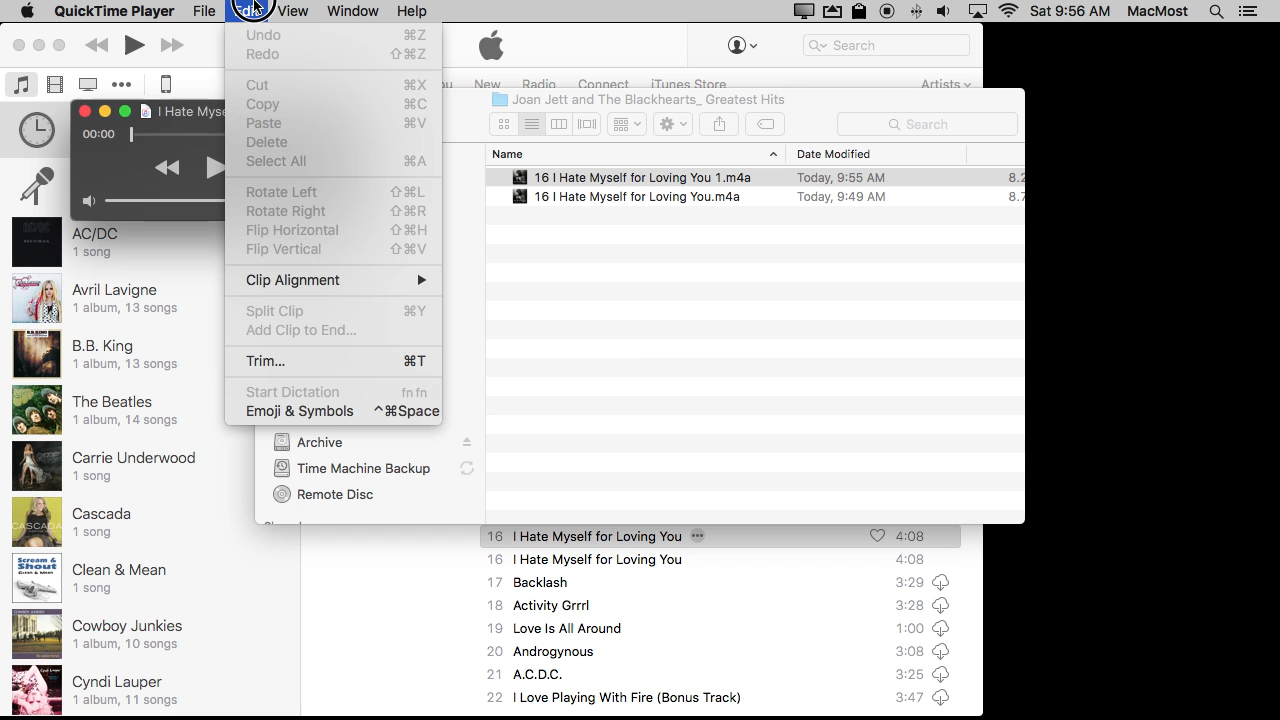 QuickTime Player File Edit View Window Help Sat 9:56 AM MacMost
Search
New Radio Connect iTunes Store Artists
Undo ⌘Z
Redo ⇧⌘Z
Cut ⌘X
Copy ⌘C
Paste ⌘V
Delete
Select All ⌘A
Rotate Left ⇧⌘L
Rotate Right ⇧⌘R
Flip Horizontal ⇧⌘H
Flip Vertical ⇧⌘V
Clip Alignment
Split Clip ⌘Y
Add Clip to End...
Trim... ⌘T
Start Dictation fn fn
Emoji & Symbols ^⌘Space
I Hate Myse
00:00
Joan Jett and The Blackhearts_ Greatest Hits
Search
Name Date Modified
16 I Hate Myself for Loving You 1.m4a Today, 9:55 AM 8.2
16 I Hate Myself for Loving You.m4a Today, 9:49 AM 8.7
Archive
Time Machine Backup
Remote Disc
AC/DC
1 song
Avril Lavigne
1 album, 13 songs
B.B. King
1 album, 13 songs
The Beatles
1 album, 14 songs
Carrie Underwood
1 song
Cascada
1 song
Clean & Mean
1 song
Cowboy Junkies
1 album, 10 songs
Cyndi Lauper
1 album, 11 songs
16 I Hate Myself for Loving You 4:08
16 I Hate Myself for Loving You 4:08
17 Backlash 3:29
18 Activity Grrrl 3:28
19 Love Is All Around 1:00
20 Androgynous 3:08
21 A.C.D.C. 3:25
22 I Love Playing With Fire (Bonus Track) 3:47